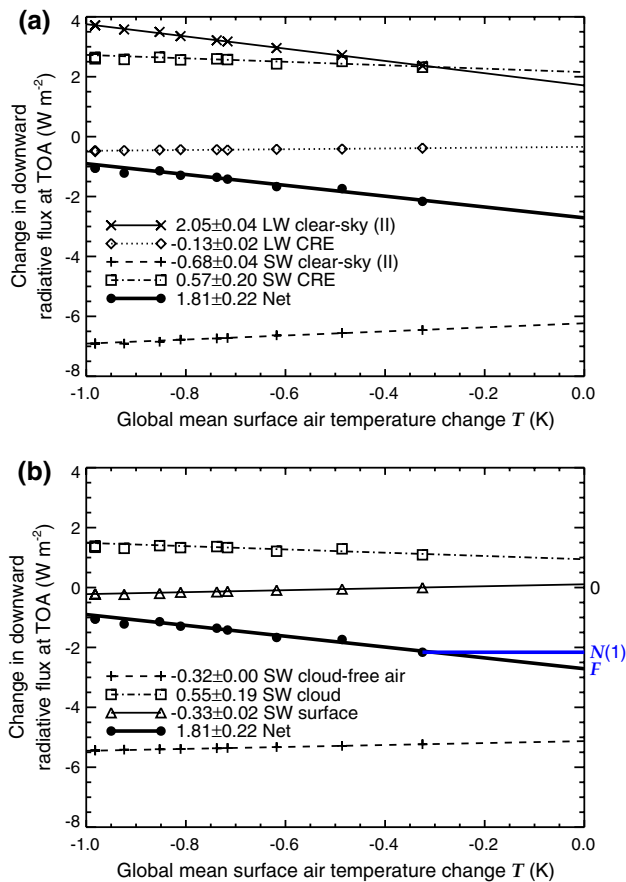 (a)
4
2
0
-2
-4
-6
-8
Change in downward
radiative flux at TOA (W m-2)
2.05±0.04 LW clear-sky (II)
-0.13±0.02 LW CRE
-0.68±0.04 SW clear-sky (II)
0.57±0.20 SW CRE
1.81±0.22 Net
-1.0 -0.8 -0.6 -0.4 -0.2 0.0
Global mean surface air temperature change T (K)
(b)
4
2
0
-2
-4
-6
-8
Change in downward
radiative flux at TOA (W m-2)
0
N(1)
F
-0.32±0.00 SW cloud-free air
0.55±0.19 SW cloud
-0.33±0.02 SW surface
1.81±0.22 Net
-1.0 -0.8 -0.6 -0.4 -0.2 0.0
Global mean surface air temperature change T (K)